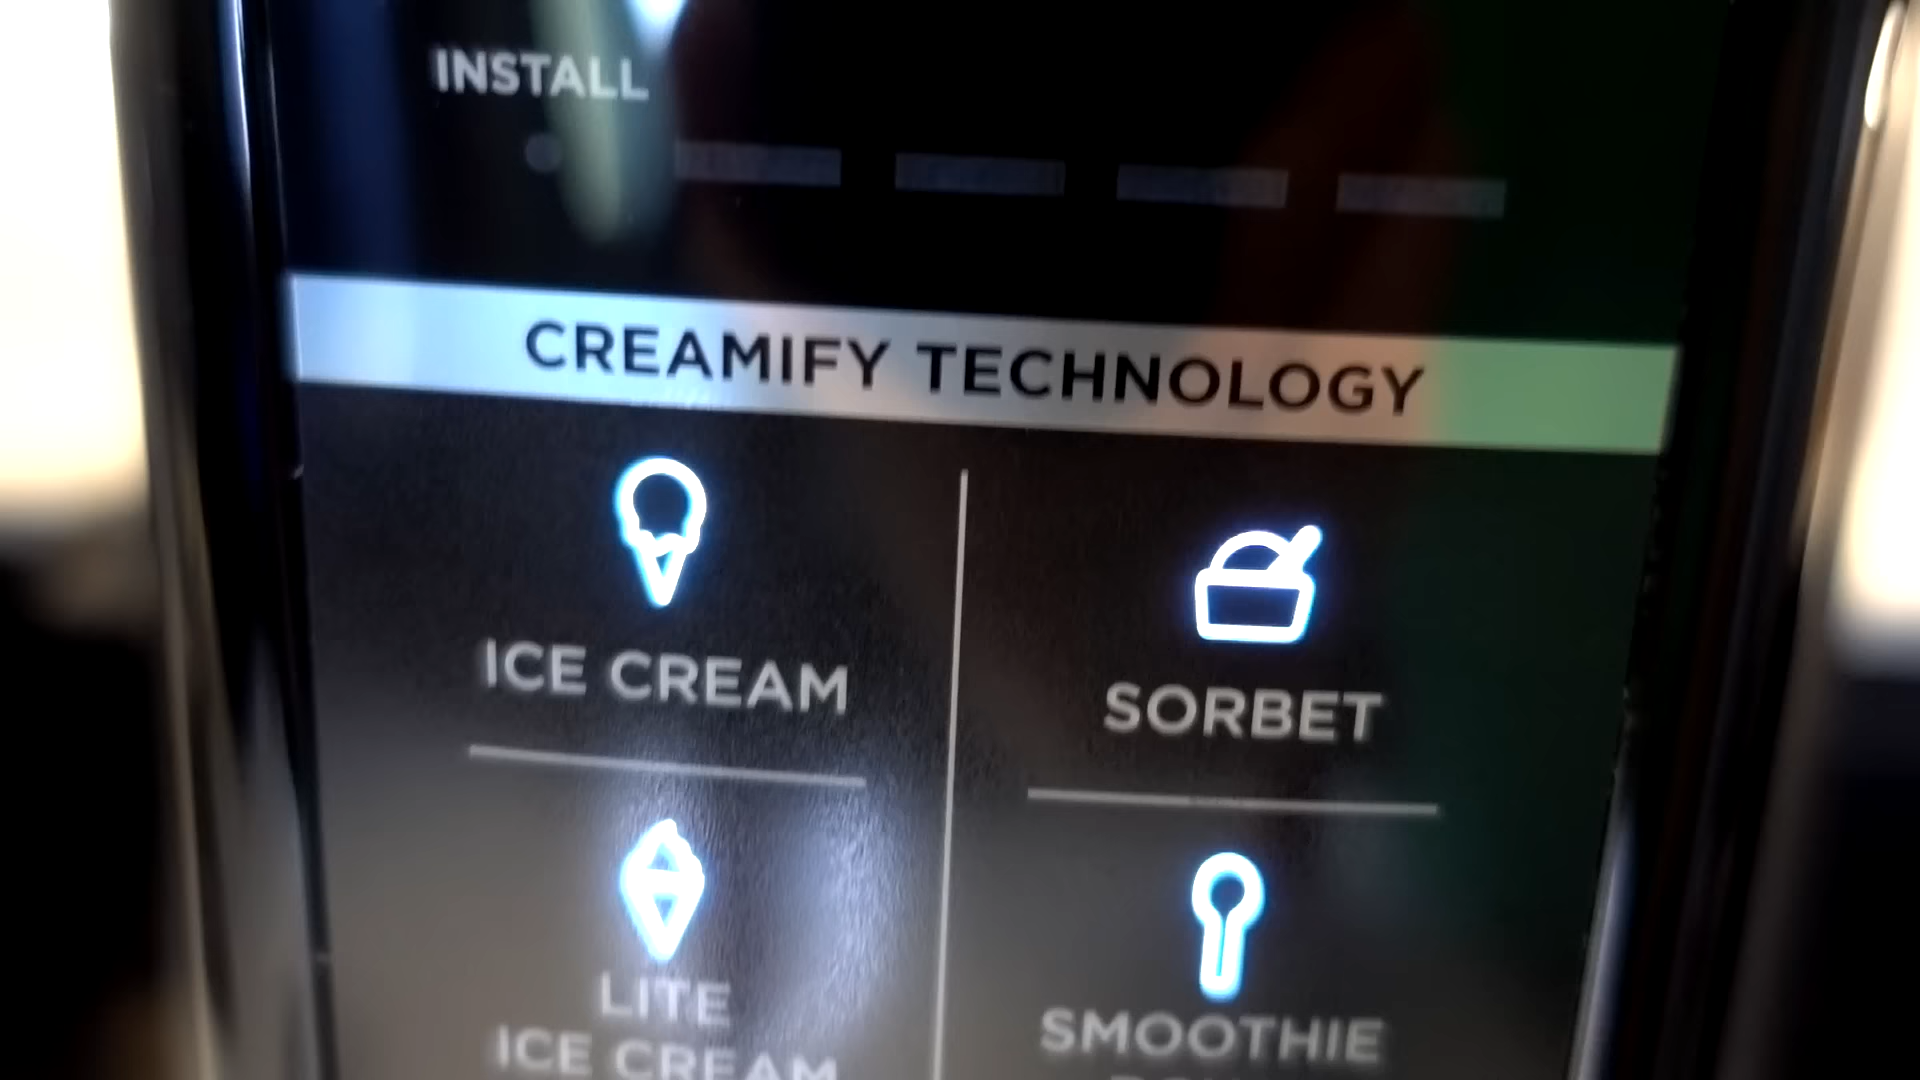 INSTALL
CREAMIFY TECHNOLOGY
ICE CREAM
SORBET
LITE
ICE CREAM
SMOOTHIE